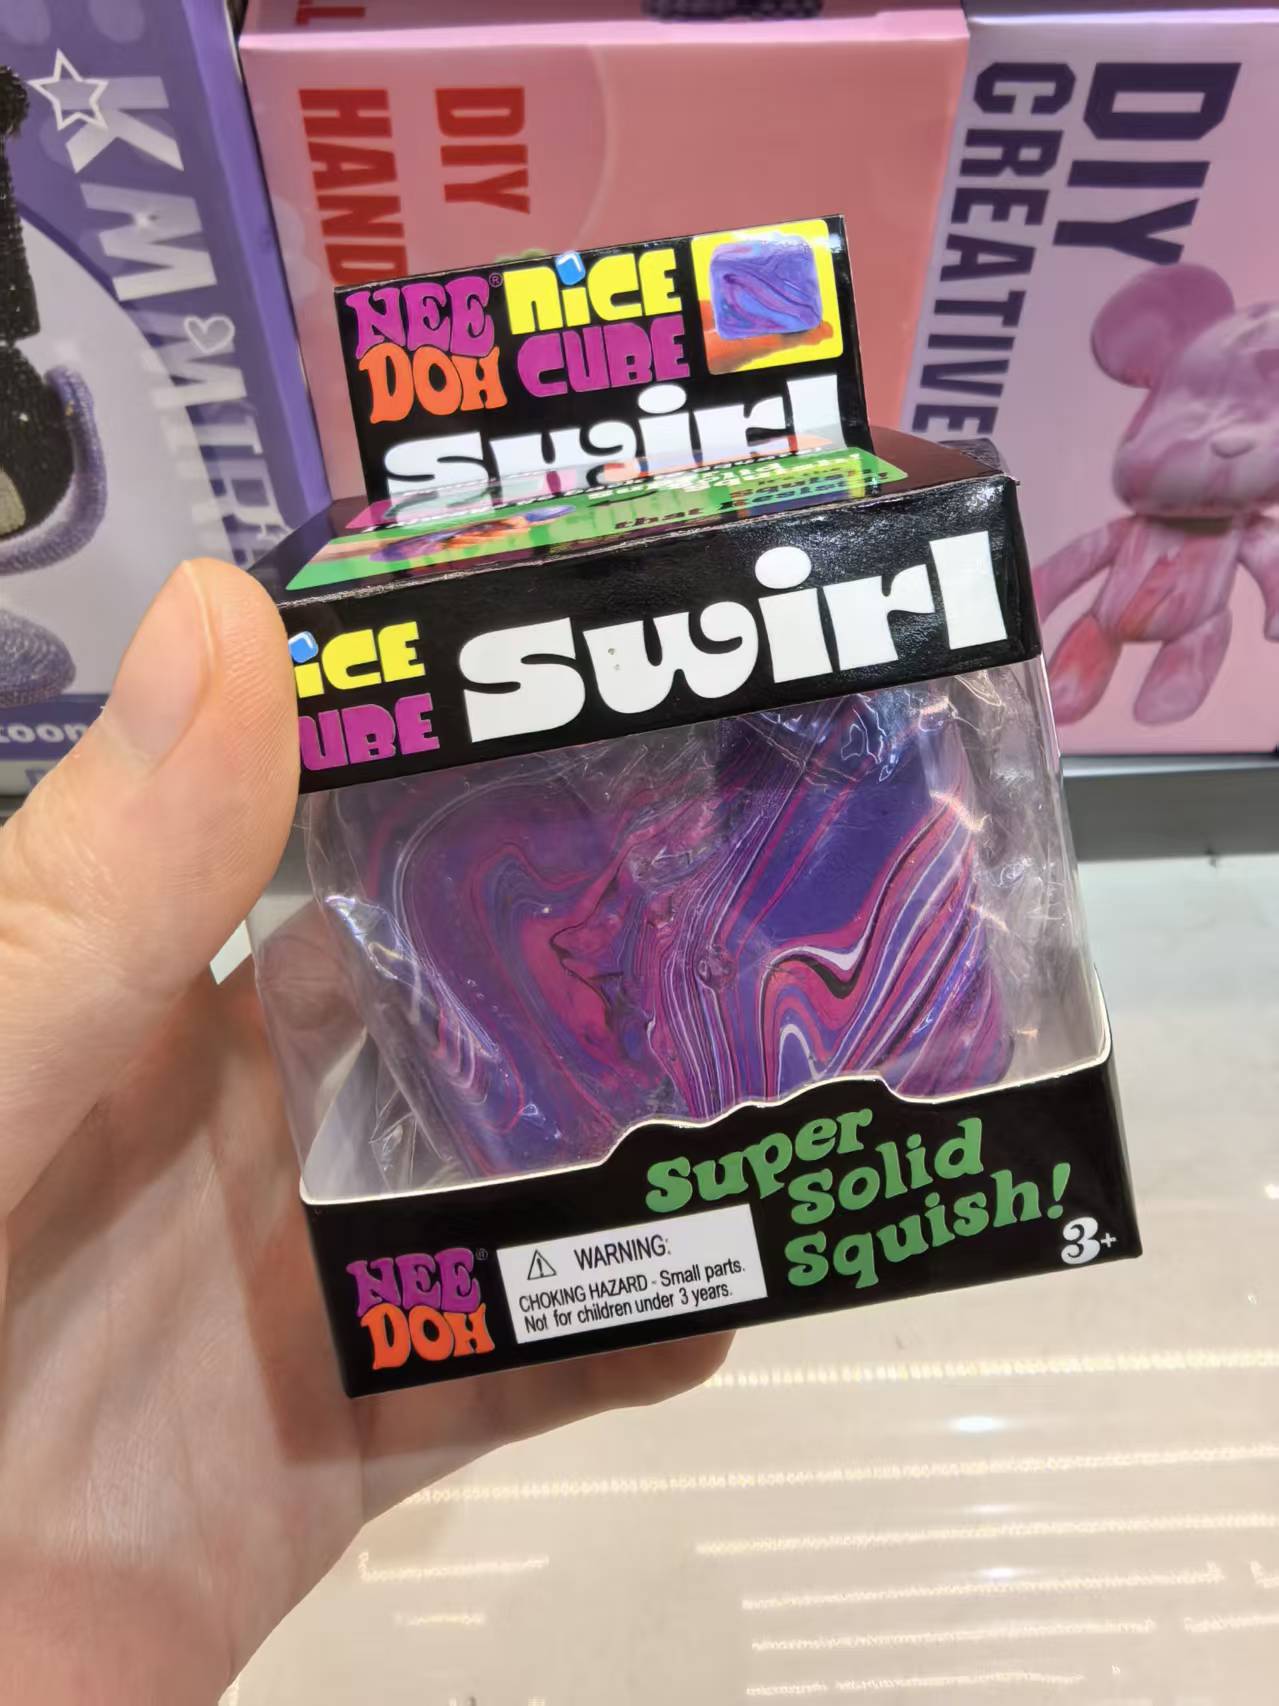 DIY
HAND
DIY
CREATIVE
NEE®
DOH
NiCE
CUBE
swirl
iCE
UBE
swirl
Super
Solid
Squish!
3+
NEE®
DOH
⚠ WARNING:
CHOKING HAZARD - Small parts.
Not for children under 3 years.